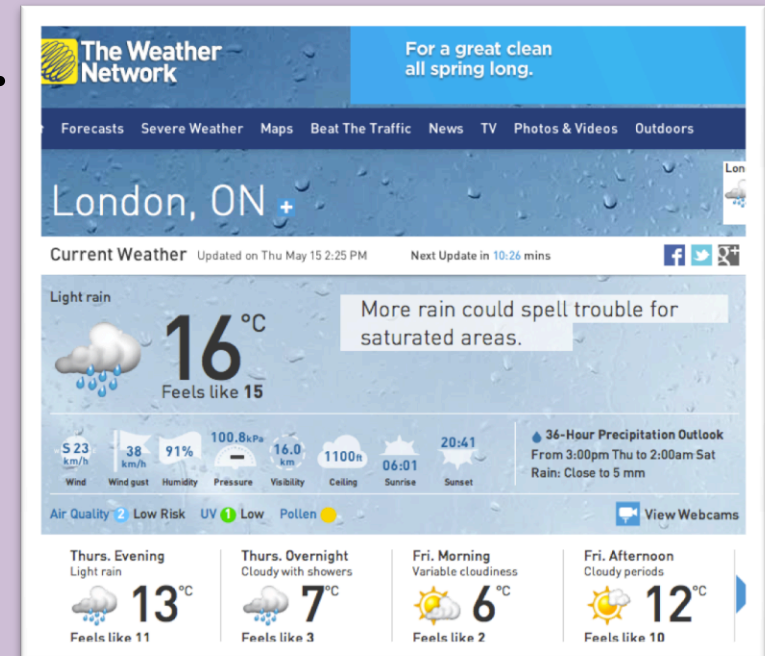 The Weather
Network
For a great clean
all spring long.
Forecasts Severe Weather Maps Beat The Traffic News TV Photos & Videos Outdoors
London, ON +
Lon
Current Weather Updated on Thu May 15 2:25 PM Next Update in 10:26 mins
Light rain
16°C
Feels like 15
More rain could spell trouble for
saturated areas.
S 23
km/h
Wind
38
km/h
Wind gust
91%
Humidity
100.8kPa
Pressure
16.0
km
Visibility
1100ft
Ceiling
06:01
Sunrise
20:41
Sunset
36-Hour Precipitation Outlook
From 3:00pm Thu to 2:00am Sat
Rain: Close to 5 mm
Air Quality 2 Low Risk UV 1 Low Pollen
View Webcams
Thurs. Evening
Light rain
13°C
Feels like 11
Thurs. Overnight
Cloudy with showers
7°C
Feels like 3
Fri. Morning
Variable cloudiness
6°C
Feels like 2
Fri. Afternoon
Cloudy periods
12°C
Feels like 10